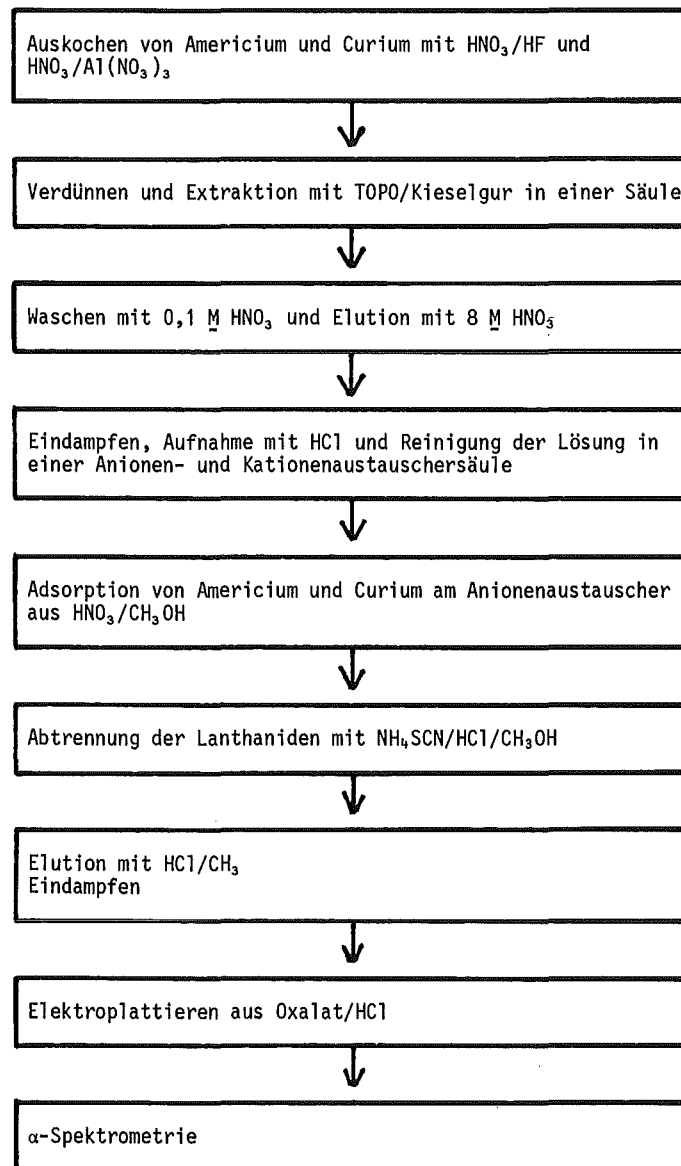 Auskochen von Americium und Curium mit HNO₃/HF und
HNO₃/Al(NO₃)₃
Verdünnen und Extraktion mit TOPO/Kieselgur in einer Säule
Waschen mit 0,1 M HNO₃ und Elution mit 8 M HNO₃
Eindampfen, Aufnahme mit HCl und Reinigung der Lösung in
einer Anionen- und Kationenaustauschersäule
Adsorption von Americium und Curium am Anionenaustauscher
aus HNO₃/CH₃OH
Abtrennung der Lanthaniden mit NH₄SCN/HCl/CH₃OH
Elution mit HCl/CH₃
Eindampfen
Elektroplattieren aus Oxalat/HCl
α-Spektrometrie